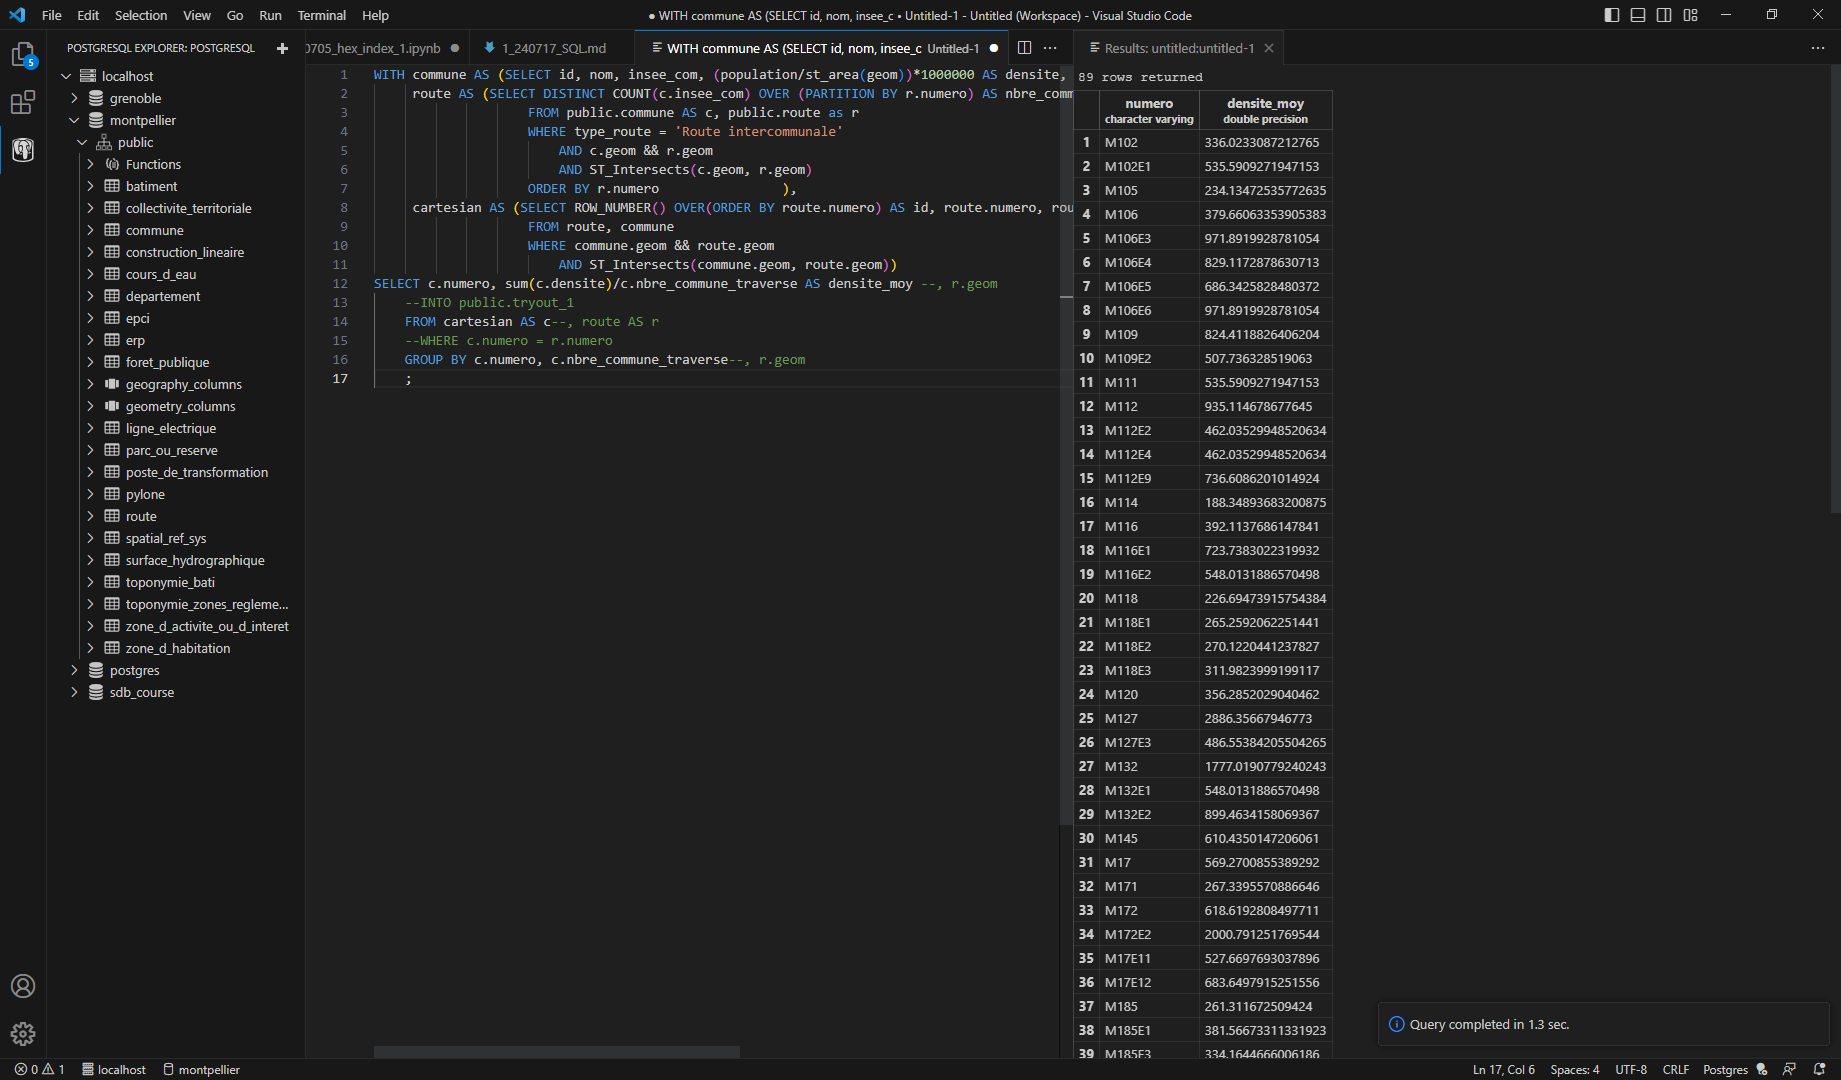 File Edit Selection View Go Run Terminal Help
● WITH commune AS (SELECT id, nom, insee_c • Untitled-1 - Untitled (Workspace) - Visual Studio Code
5
POSTGRESQL EXPLORER: POSTGRESQL
localhost
grenoble
montpellier
public
Functions
batiment
collectivite_territoriale
commune
construction_lineaire
cours_d_eau
departement
epci
erp
foret_publique
geography_columns
geometry_columns
ligne_electrique
parc_ou_reserve
poste_de_transformation
pylone
route
spatial_ref_sys
surface_hydrographique
toponymie_bati
toponymie_zones_regleme...
zone_d_activite_ou_d_interet
zone_d_habitation
postgres
sdb_course
0705_hex_index_1.ipynb ●
1_240717_SQL.md
WITH commune AS (SELECT id, nom, insee_c Untitled-1 ●
1 WITH commune AS (SELECT id, nom, insee_com, (population/st_area(geom))*1000000 AS densite,
2 route AS (SELECT DISTINCT COUNT(c.insee_com) OVER (PARTITION BY r.numero) AS nbre_comm
3 FROM public.commune AS c, public.route as r
4 WHERE type_route = 'Route intercommunale'
5 AND c.geom && r.geom
6 AND ST_Intersects(c.geom, r.geom)
7 ORDER BY r.numero ),
8 cartesian AS (SELECT ROW_NUMBER() OVER(ORDER BY route.numero) AS id, route.numero, rou
9 FROM route, commune
10 WHERE commune.geom && route.geom
11 AND ST_Intersects(commune.geom, route.geom))
12 SELECT c.numero, sum(c.densite)/c.nbre_commune_traverse AS densite_moy --, r.geom
13 --INTO public.tryout_1
14 FROM cartesian AS c--, route AS r
15 --WHERE c.numero = r.numero
16 GROUP BY c.numero, c.nbre_commune_traverse--, r.geom
17 ;
Results: untitled:untitled-1
89 rows returned
numero densite_moy
character varying double precision
1 M102 336.0233087212765
2 M102E1 535.5909271947153
3 M105 234.13472535772635
4 M106 379.66063353905383
5 M106E3 971.8919928781054
6 M106E4 829.1172878630713
7 M106E5 686.3425828480372
8 M106E6 971.8919928781054
9 M109 824.4118826406204
10 M109E2 507.736328519063
11 M111 535.5909271947153
12 M112 935.114678677645
13 M112E2 462.03529948520634
14 M112E4 462.03529948520634
15 M112E9 736.6086201014924
16 M114 188.34893683200875
17 M116 392.1137686147841
18 M116E1 723.7383022319932
19 M116E2 548.0131886570498
20 M118 226.69473915754384
21 M118E1 265.2592062251441
22 M118E2 270.1220441237827
23 M118E3 311.9823999199117
24 M120 356.2852029040462
25 M127 2886.35667946773
26 M127E3 486.55384205504265
27 M132 1777.0190779240243
28 M132E1 548.0131886570498
29 M132E2 899.4634158069367
30 M145 610.4350147206061
31 M17 569.2700855389292
32 M171 267.3395570886646
33 M172 618.6192808497711
34 M172E2 2000.791251769544
35 M17E11 527.6697693037896
36 M17E12 683.6497915251556
37 M185 261.311672509424
38 M185E1 381.56673311331923
39 M185E3 334.1644666006186
Query completed in 1.3 sec.
0 1 localhost montpellier
Ln 17, Col 6 Spaces: 4 UTF-8 CRLF Postgres